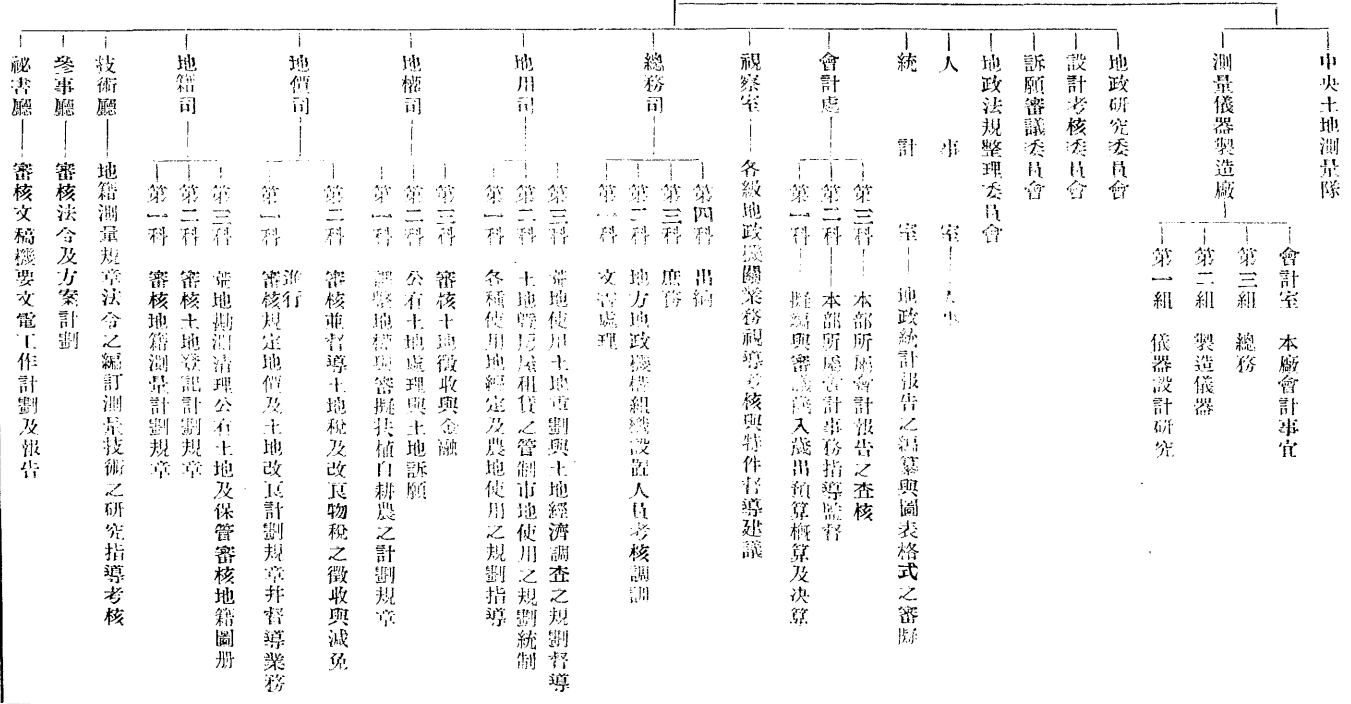 中央土地測量隊
測量儀器製造廠
會計室 本廠會計事宜
第三組 總務
第二組 製造儀器
第一組 儀器設計研究
地政研究委員會
設計考核委員會
訴願審議委員會
地政法規整理委員會
人事室——人事
統計室——地政統計報告之編纂與圖表格式之審擬
會計處
第三科 本部所屬會計報告之查核
第二科 本部所屬會計事務指導監督
第一科 擬編與審議歲入歲出預算概算及決算
視察室——各級地政機關業務視導考核與特件督導建議
總務司
第四科 出納
第三科 庶務
第二科 地方地政機構組織設置人員考核調訓
第一科 文書處理
地用司
第三科 荒地使用土地重劃與土地經濟調查之規劃督導
第二科 土地暨房屋租賃之管制市地使用之規劃統制
第一科 各種使用地經定及農地使用之規劃指導
地權司
第三科 審核土地徵收與金融
第二科 公有土地處理與土地訴願
第一科 調整地權與審擬扶植自耕農之計劃規章
地價司
第二科 審核並督導土地稅及改良物稅之徵收與減免
第一科 審核規定地價及土地改良計劃規章幷督導業務
進行
地籍司
第三科 荒地勘測清理公有土地及保管審核地籍圖册
第二科 審核土地登記計劃規章
第一科 審核地籍測量計劃規章
技術廳——地籍測量規章法令之編訂測量技術之研究指導考核
參事廳——審核法令及方案計劃
祕書廳——審核文稿機要文電工作計劃及報告